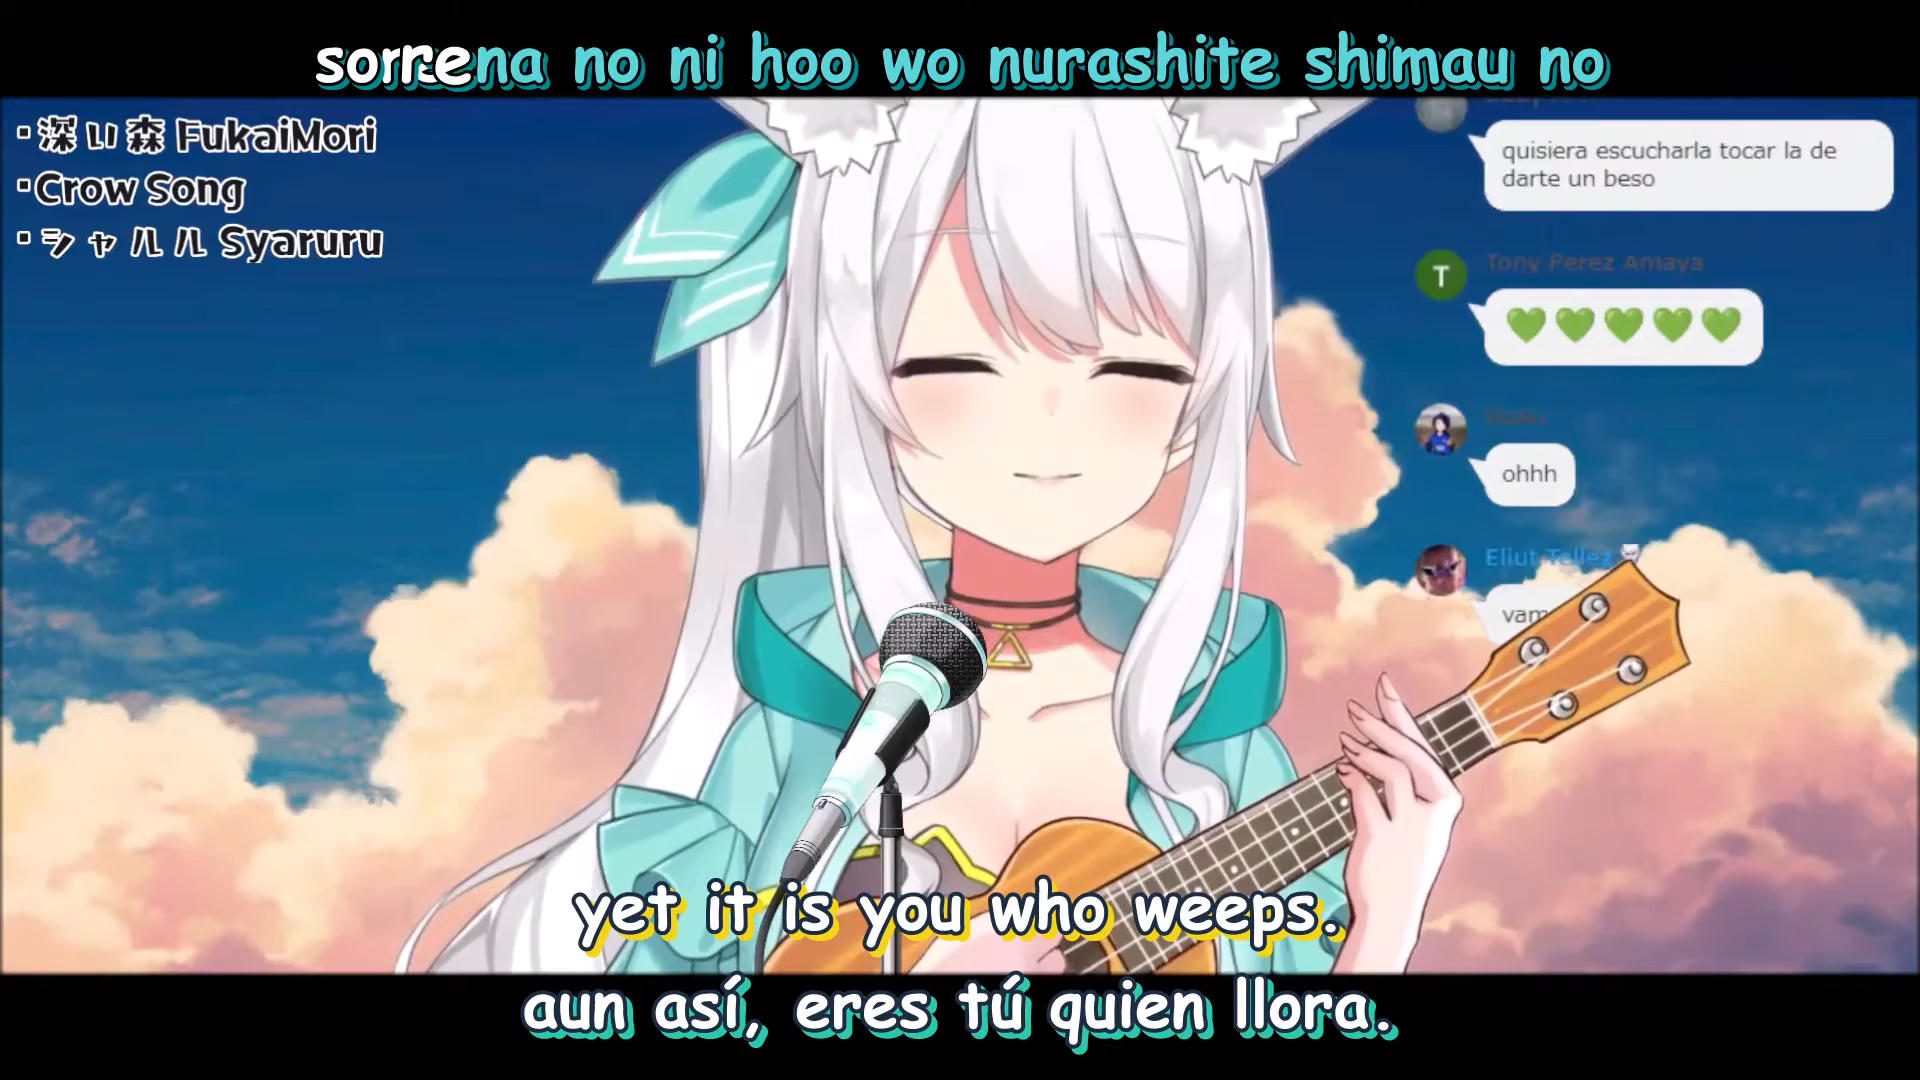 sorena no ni hoo wo nurashite shimau no
・深い森 FukaiMori
・Crow Song
・シャルル Syaruru
quisiera escucharla tocar la de
darte un beso
T
Tony Perez Amaya
💚💚💚💚💚
ohhh
Eliut Tellez
vam
yet it is you who weeps.
aun así, eres tú quien llora.